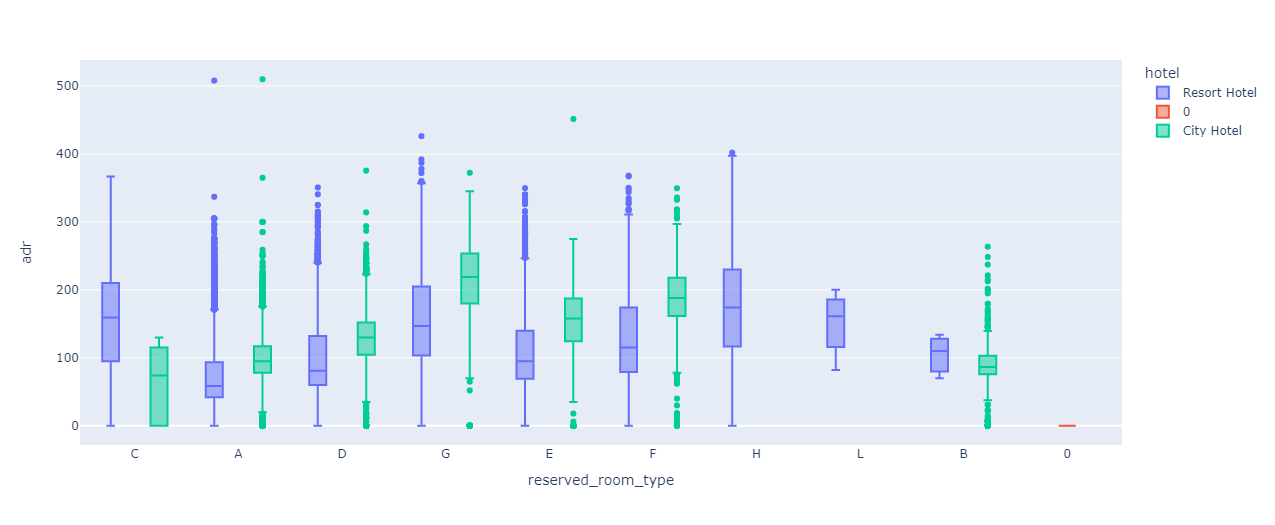 500
400
300
200
100
0
adr
C A D G E F H L B 0
reserved_room_type
hotel
Resort Hotel
0
City Hotel